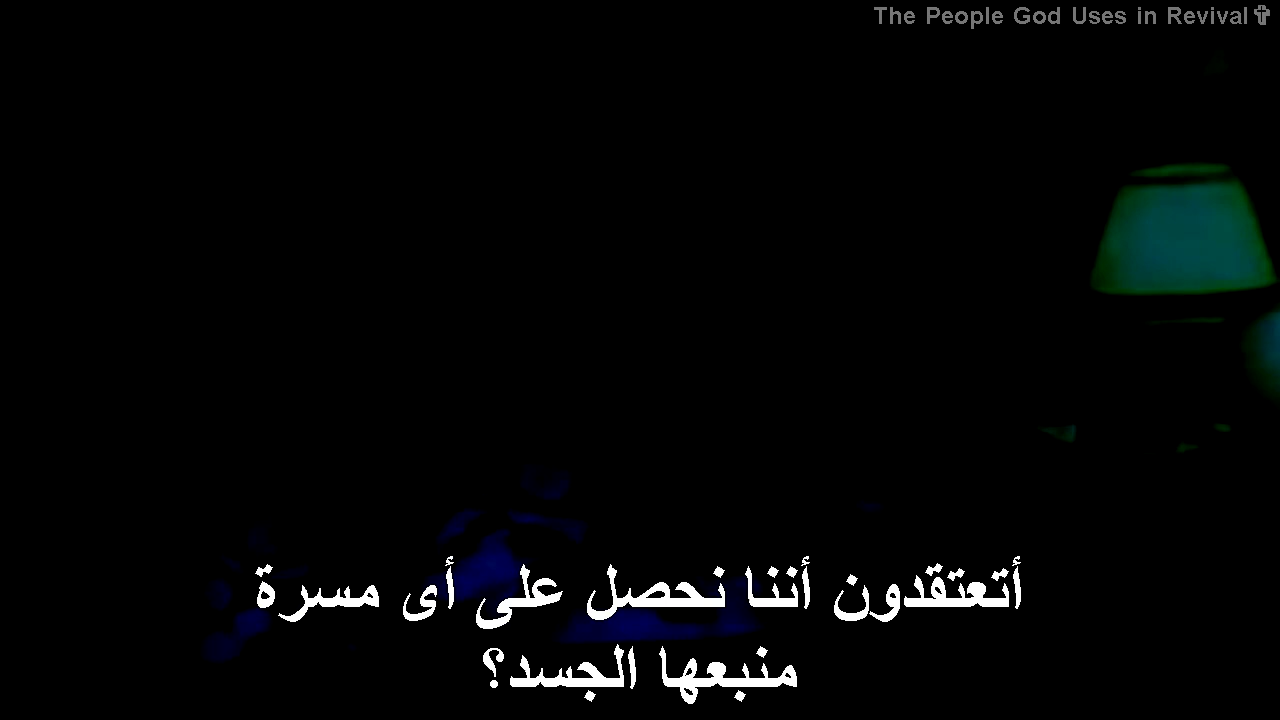 The People God Uses in Revival✞
أتعتقدون أننا نحصل على أى مسرة
منبعها الجسد؟